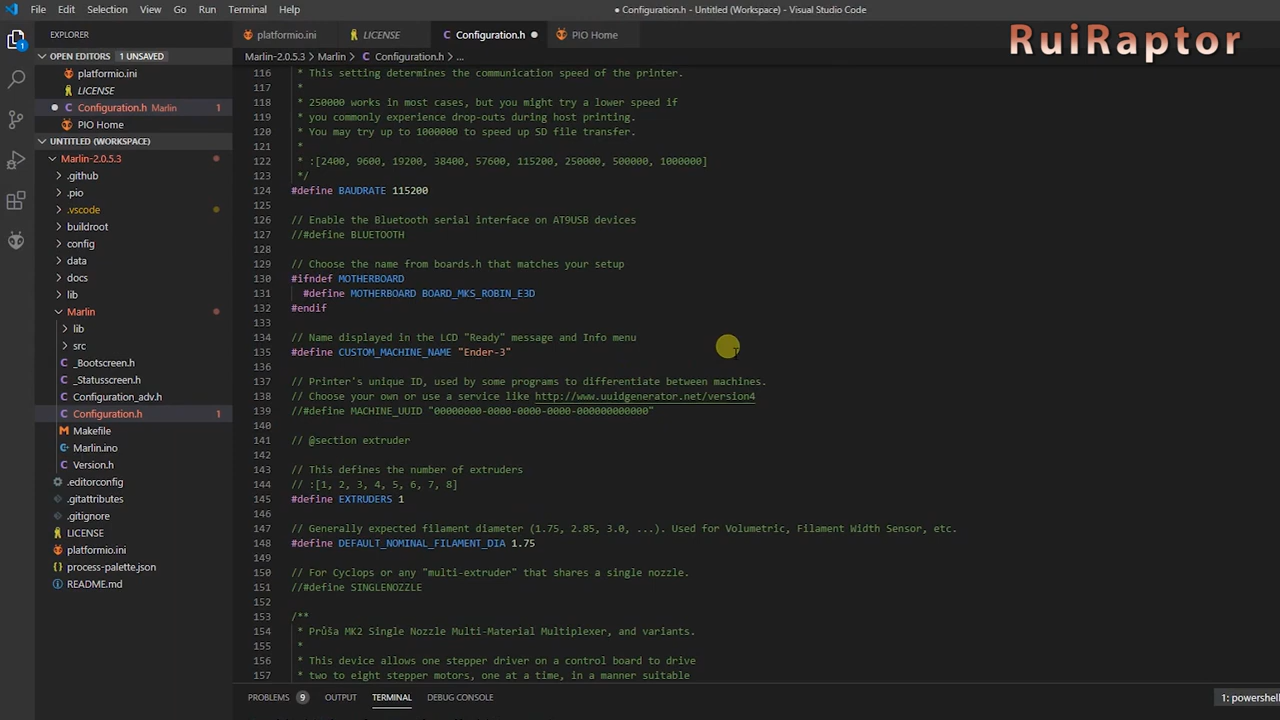 File Edit Selection View Go Run Terminal Help
● Configuration.h - Untitled (Workspace) - Visual Studio Code
RuiRaptor
EXPLORER
OPEN EDITORS 1 UNSAVED
platformio.ini
LICENSE
Configuration.h Marlin 1
PIO Home
UNTITLED (WORKSPACE)
Marlin-2.0.5.3
.github
.pio
.vscode
buildroot
config
data
docs
lib
Marlin
lib
src
_Bootscreen.h
_Statusscreen.h
Configuration_adv.h
Configuration.h 1
Makefile
Marlin.ino
Version.h
.editorconfig
.gitattributes
.gitignore
LICENSE
platformio.ini
process-palette.json
README.md
1
platformio.ini LICENSE Configuration.h PIO Home
Marlin-2.0.5.3 > Marlin > Configuration.h > ...
116 * This setting determines the communication speed of the printer.
117 *
118 * 250000 works in most cases, but you might try a lower speed if
119 * you commonly experience drop-outs during host printing.
120 * You may try up to 1000000 to speed up SD file transfer.
121 *
122 * :[2400, 9600, 19200, 38400, 57600, 115200, 250000, 500000, 1000000]
123 */
124 #define BAUDRATE 115200
125
126 // Enable the Bluetooth serial interface on AT9USB devices
127 //#define BLUETOOTH
128
129 // Choose the name from boards.h that matches your setup
130 #ifndef MOTHERBOARD
131 #define MOTHERBOARD BOARD_MKS_ROBIN_E3D
132 #endif
133
134 // Name displayed in the LCD "Ready" message and Info menu
135 #define CUSTOM_MACHINE_NAME "Ender-3"
136
137 // Printer's unique ID, used by some programs to differentiate between machines.
138 // Choose your own or use a service like http://www.uuidgenerator.net/version4
139 //#define MACHINE_UUID "00000000-0000-0000-0000-000000000000"
140
141 // @section extruder
142
143 // This defines the number of extruders
144 // :[1, 2, 3, 4, 5, 6, 7, 8]
145 #define EXTRUDERS 1
146
147 // Generally expected filament diameter (1.75, 2.85, 3.0, ...). Used for Volumetric, Filament Width Sensor, etc.
148 #define DEFAULT_NOMINAL_FILAMENT_DIA 1.75
149
150 // For Cyclops or any "multi-extruder" that shares a single nozzle.
151 //#define SINGLENOZZLE
152
153 /**
154 * Průša MK2 Single Nozzle Multi-Material Multiplexer, and variants.
155 *
156 * This device allows one stepper driver on a control board to drive
157 * two to eight stepper motors, one at a time, in a manner suitable
PROBLEMS 9 OUTPUT TERMINAL DEBUG CONSOLE
1: powershell